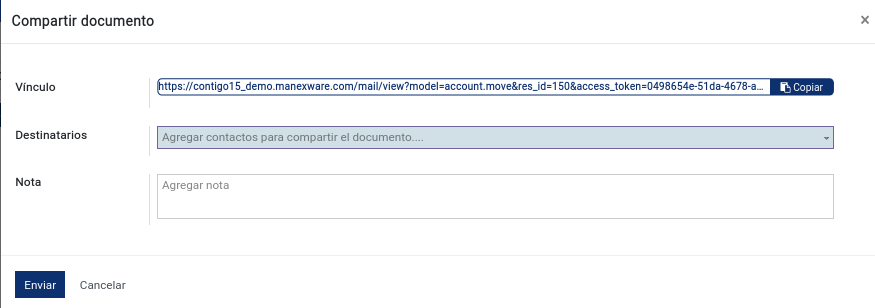 Compartir documento ×
Vínculo https://contigo15_demo.manexware.com/mail/view?model=account.move&res_id=150&access_token=0498654e-51da-4678-a... Copiar
Destinatarios Agregar contactos para compartir el documento....
Nota Agregar nota
Enviar Cancelar